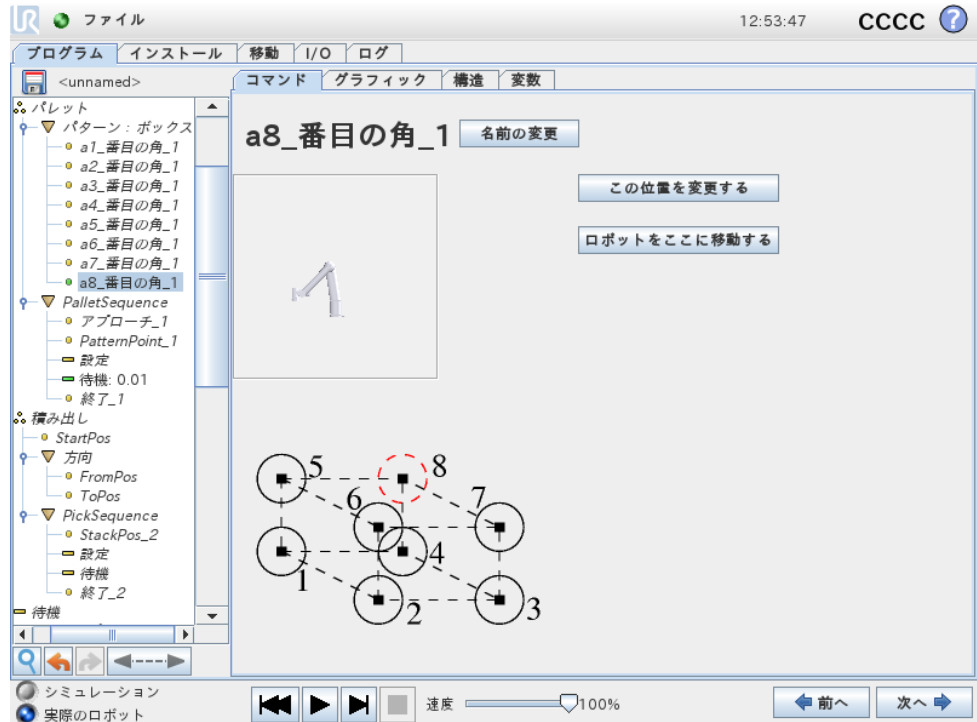 ファイル
12:53:47
CCCC
?
プログラム インストール 移動 I/O ログ
<unnamed>
コマンド グラフィック 構造 変数
パレット
パターン：ボックス
a1_番目の角_1
a2_番目の角_1
a3_番目の角_1
a4_番目の角_1
a5_番目の角_1
a6_番目の角_1
a7_番目の角_1
a8_番目の角_1
PalletSequence
アプローチ_1
PatternPoint_1
設定
待機: 0.01
終了_1
積み出し
StartPos
方向
FromPos
ToPos
PickSequence
StackPos_2
設定
待機
終了_2
待機
a8_番目の角_1
名前の変更
この位置を変更する
ロボットをここに移動する
5
8
6
7
4
1
2
3
シミュレーション
実際のロボット
速度
100%
前へ
次へ